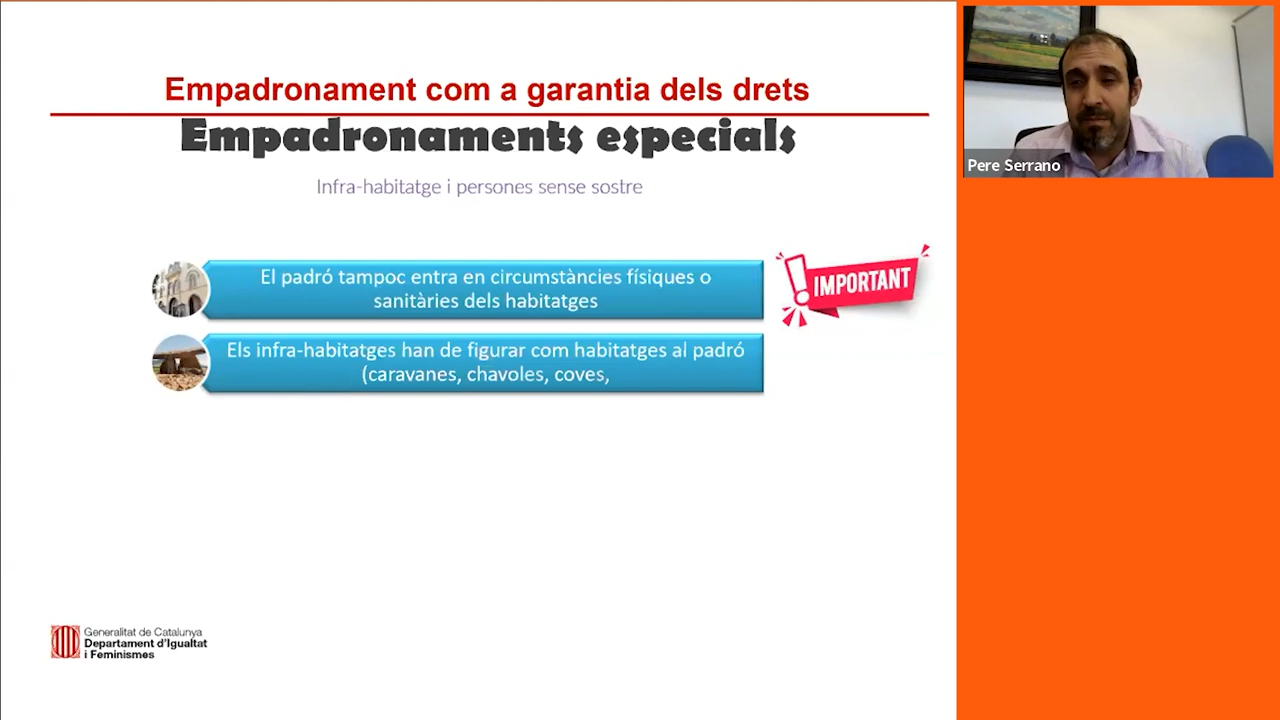 Empadronament com a garantia dels drets
Empadronaments especials
Infra-habitatge i persones sense sostre
El padró tampoc entra en circumstàncies físiques o
sanitàries dels habitatges
IMPORTANT
Els infra-habitatges han de figurar com habitatges al padró
(caravanes, chavoles, coves,
Generalitat de Catalunya
Departament d'Igualtat
i Feminismes
Pere Serrano